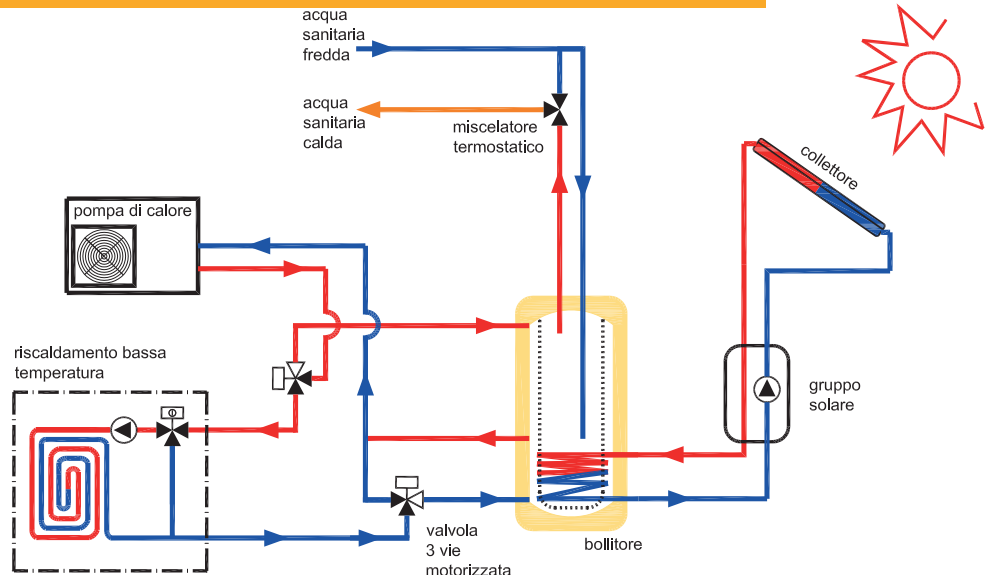 acqua
sanitaria
fredda
acqua
sanitaria
calda
miscelatore
termostatico
collettore
pompa di calore
riscaldamento bassa
temperatura
gruppo
solare
valvola
3 vie
motorizzata
bollitore